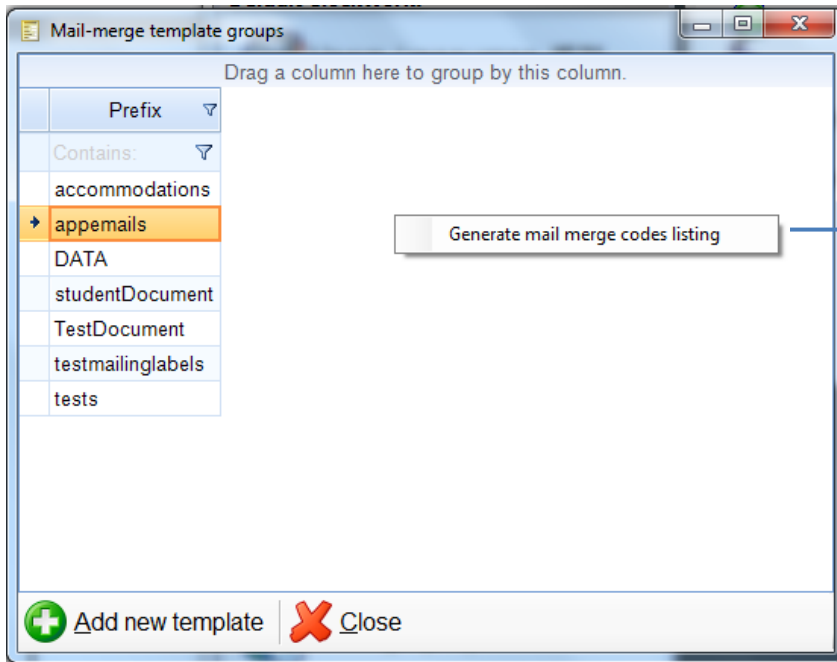 Mail-merge template groups
Drag a column here to group by this column.
Prefix
Contains:
accommodations
appemails
Generate mail merge codes listing
DATA
studentDocument
TestDocument
testmailinglabels
tests
Add new template
Close